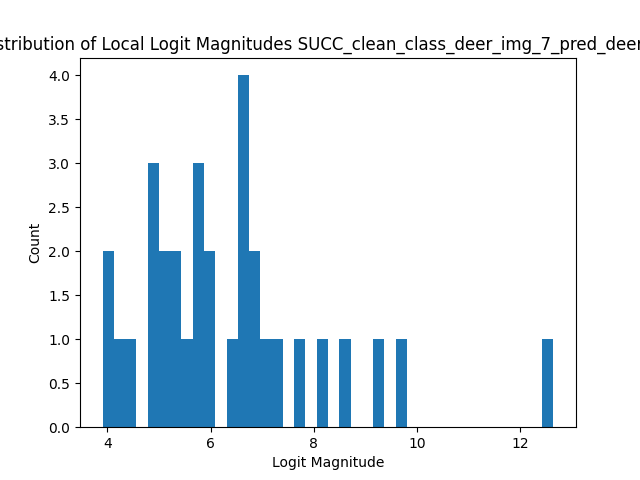 stribution of Local Logit Magnitudes SUCC_clean_class_deer_img_7_pred_deer
4.0
3.5
3.0
2.5
2.0
1.5
1.0
0.5
0.0
Count
4 6 8 10 12
Logit Magnitude